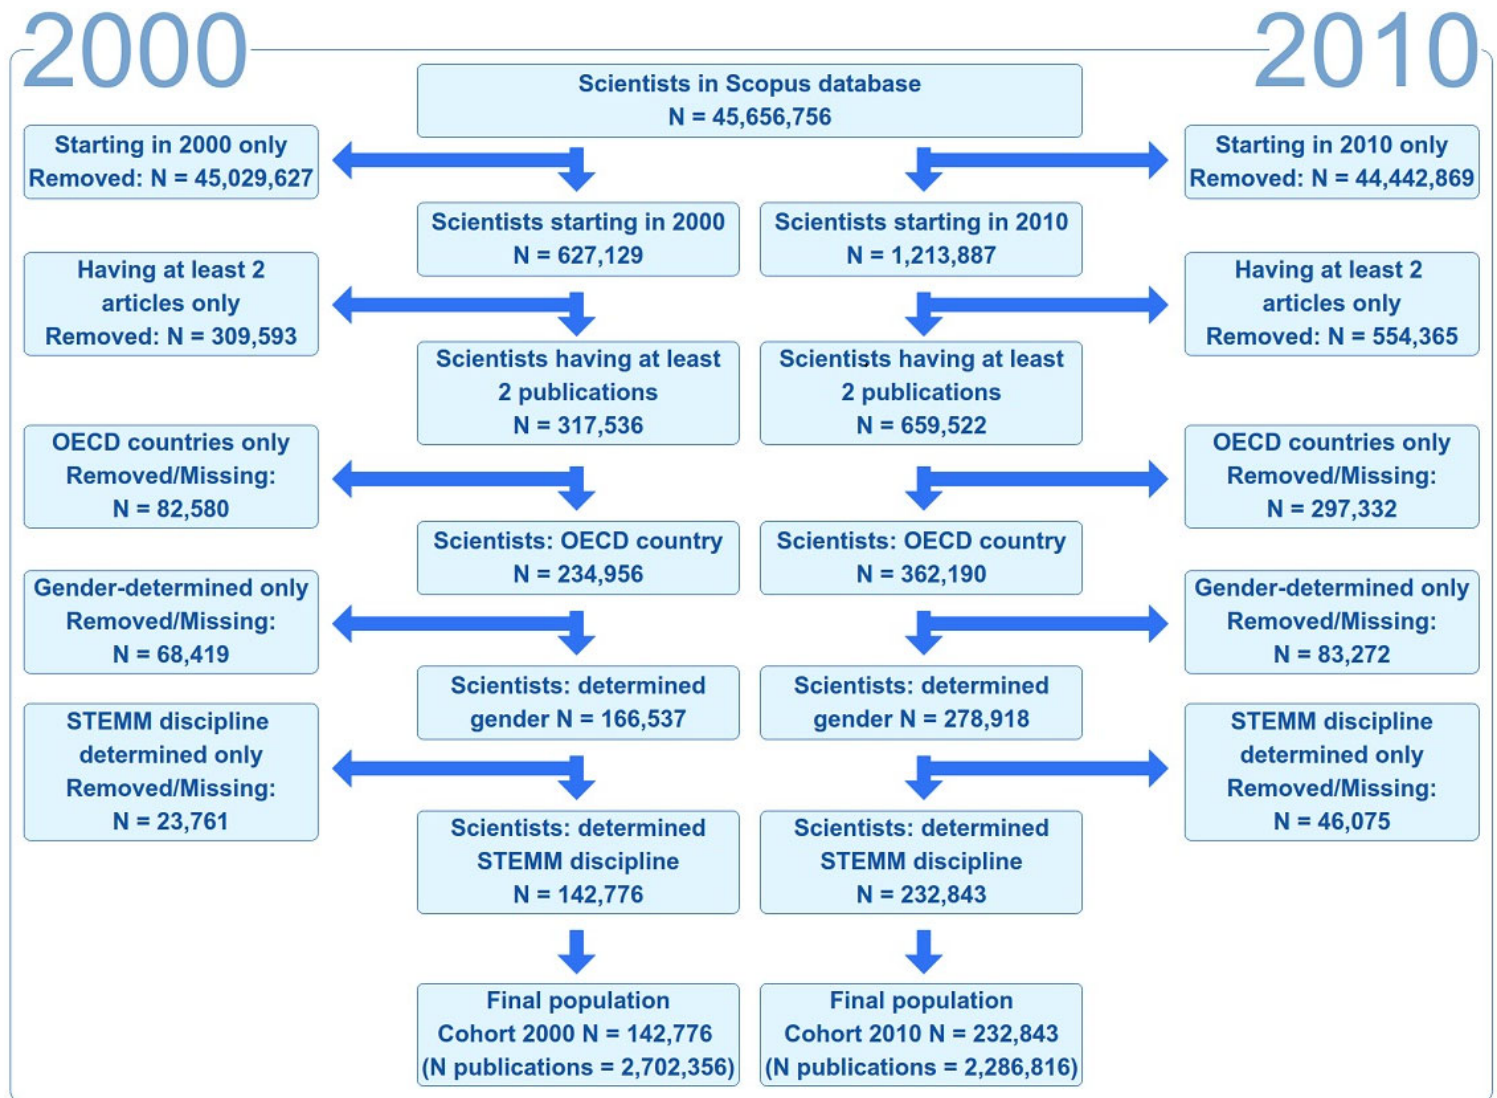 2000
2010
Scientists in Scopus database
N = 45,656,756
Starting in 2000 only
Removed: N = 45,029,627
Starting in 2010 only
Removed: N = 44,442,869
Scientists starting in 2000
N = 627,129
Scientists starting in 2010
N = 1,213,887
Having at least 2
articles only
Removed: N = 309,593
Having at least 2
articles only
Removed: N = 554,365
Scientists having at least
2 publications
N = 317,536
Scientists having at least
2 publications
N = 659,522
OECD countries only
Removed/Missing:
N = 82,580
OECD countries only
Removed/Missing:
N = 297,332
Scientists: OECD country
N = 234,956
Scientists: OECD country
N = 362,190
Gender-determined only
Removed/Missing:
N = 68,419
Gender-determined only
Removed/Missing:
N = 83,272
Scientists: determined
gender N = 166,537
Scientists: determined
gender N = 278,918
STEMM discipline
determined only
Removed/Missing:
N = 23,761
STEMM discipline
determined only
Removed/Missing:
N = 46,075
Scientists: determined
STEMM discipline
N = 142,776
Scientists: determined
STEMM discipline
N = 232,843
Final population
Cohort 2000 N = 142,776
(N publications = 2,702,356)
Final population
Cohort 2010 N = 232,843
(N publications = 2,286,816)